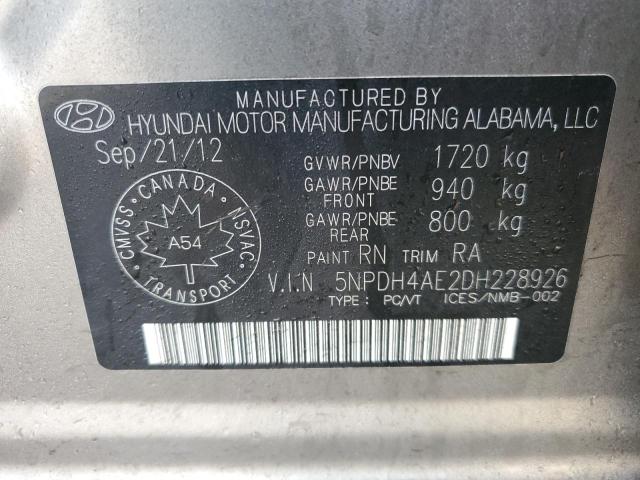 MANUFACTURED BY
HYUNDAI MOTOR MANUFACTURING ALABAMA, LLC
Sep/21/12
GVWR/PNBV 1720 kg
GAWR/PNBE FRONT 940 kg
GAWR/PNBE REAR 800 kg
PAINT RN TRIM RA
CMVSS · CANADA · NSVAC
A54
TRANSPORT
V.I.N 5NPDH4AE2DH228926
TYPE : PC/VT ICES/NMB-002